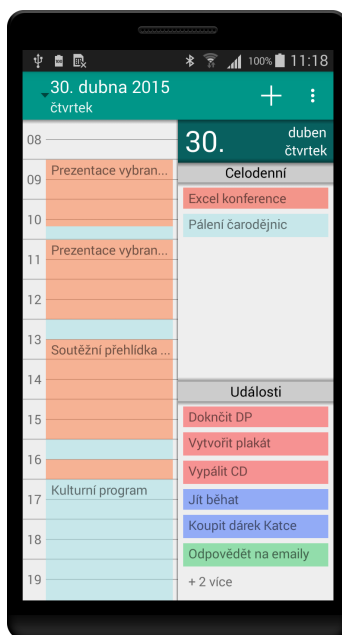 100% 11:18
30. dubna 2015
čtvrtek
08
09
10
11
12
13
14
15
16
17
18
19
Prezentace vybran...
Prezentace vybran...
Soutěžní přehlídka ...
Kulturní program
30.
duben
čtvrtek
Celodenní
Excel konference
Pálení čarodějnic
Události
Doknčit DP
Vytvořit plakát
Vypálit CD
Jít běhat
Koupit dárek Katce
Odpovědět na emaily
+ 2 více